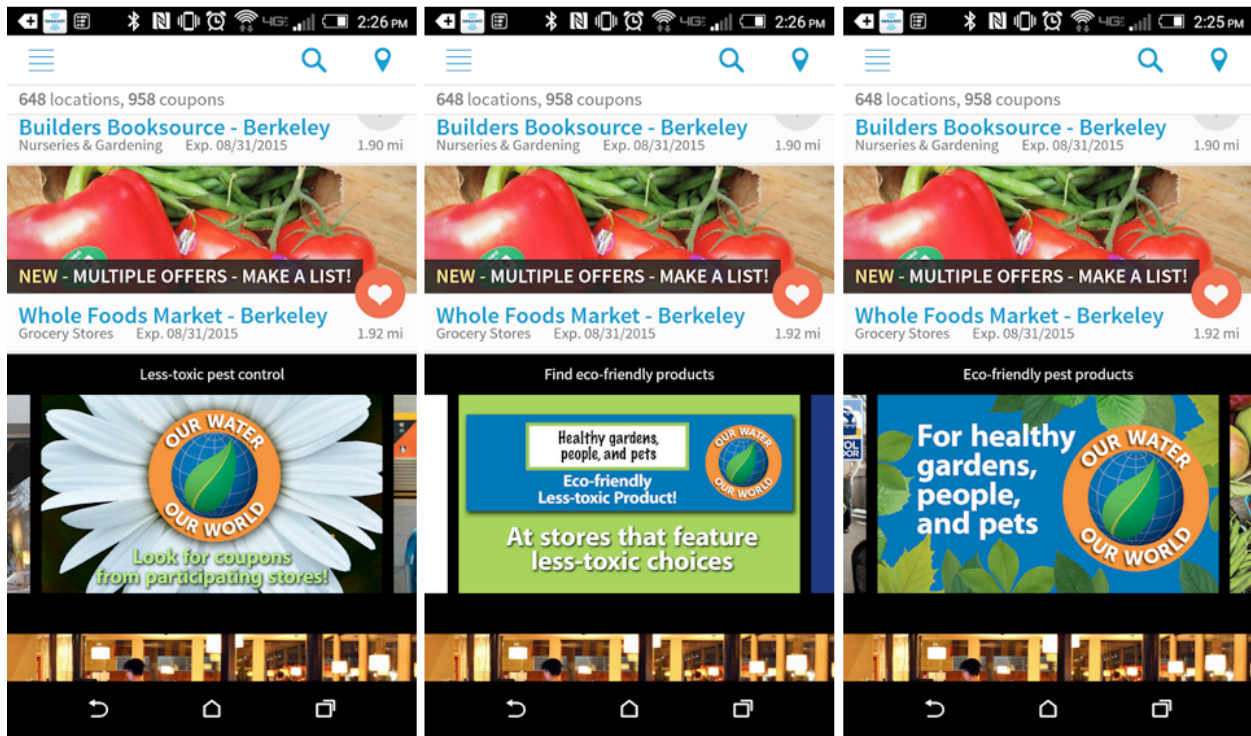 4GE 2:26 PM
648 locations, 958 coupons
Builders Booksource - Berkeley
Nurseries & Gardening Exp. 08/31/2015 1.90 mi
NEW - MULTIPLE OFFERS - MAKE A LIST!
Whole Foods Market - Berkeley
Grocery Stores Exp. 08/31/2015 1.92 mi
Less-toxic pest control
OUR WATER
OUR WORLD
Look for coupons
from participating stores!
4GE 2:26 PM
648 locations, 958 coupons
Builders Booksource - Berkeley
Nurseries & Gardening Exp. 08/31/2015 1.90 mi
NEW - MULTIPLE OFFERS - MAKE A LIST!
Whole Foods Market - Berkeley
Grocery Stores Exp. 08/31/2015 1.92 mi
Find eco-friendly products
Healthy gardens,
people, and pets
Eco-friendly
Less-toxic Product!
OUR WATER
OUR WORLD
At stores that feature
less-toxic choices
4GE 2:25 PM
648 locations, 958 coupons
Builders Booksource - Berkeley
Nurseries & Gardening Exp. 08/31/2015 1.90 mi
NEW - MULTIPLE OFFERS - MAKE A LIST!
Whole Foods Market - Berkeley
Grocery Stores Exp. 08/31/2015 1.92 mi
Eco-friendly pest products
For healthy
gardens,
people,
and pets
OUR WATER
OUR WORLD